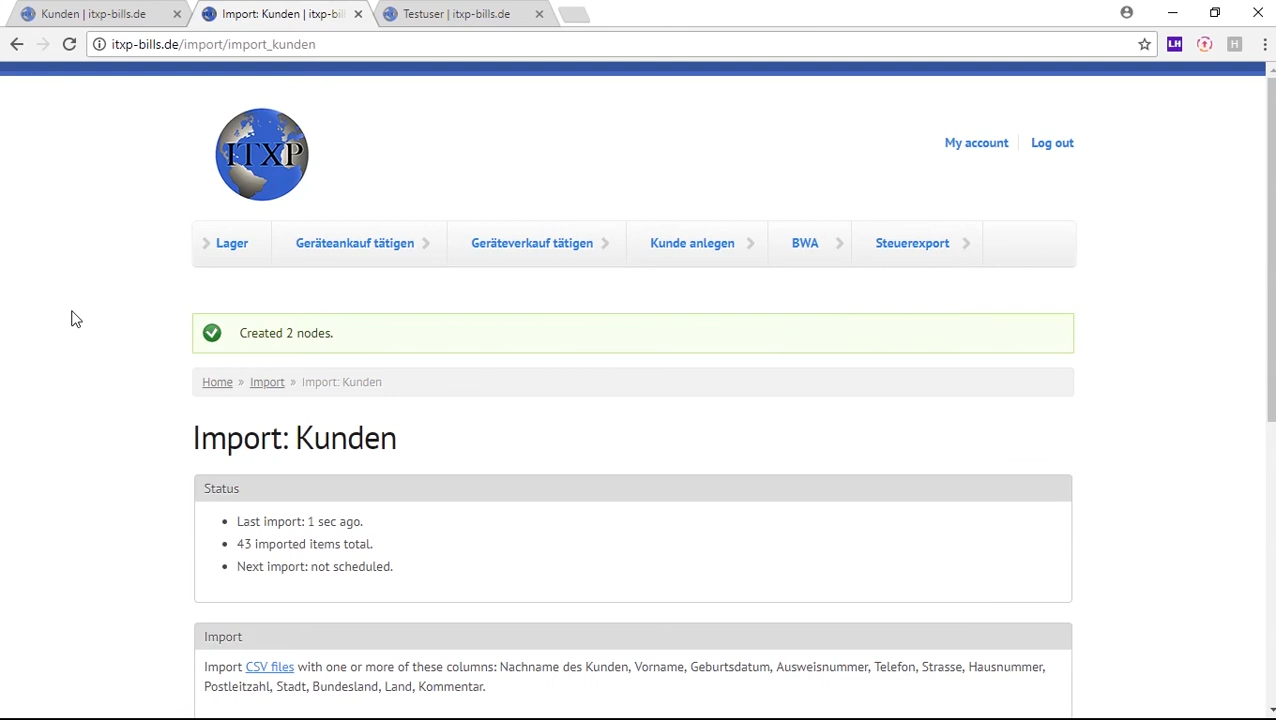 Kunden | itxp-bills.de
Import: Kunden | itxp-bil
Testuser | itxp-bills.de
itxp-bills.de/import/import_kunden
LH
H
ITXP
My account
Log out
Lager
Geräteankauf tätigen
Geräteverkauf tätigen
Kunde anlegen
BWA
Steuerexport
Created 2 nodes.
Home » Import » Import: Kunden
Import: Kunden
Status
Last import: 1 sec ago.
43 imported items total.
Next import: not scheduled.
Import
Import CSV files with one or more of these columns: Nachname des Kunden, Vorname, Geburtsdatum, Ausweisnummer, Telefon, Strasse, Hausnummer,
Postleitzahl, Stadt, Bundesland, Land, Kommentar.